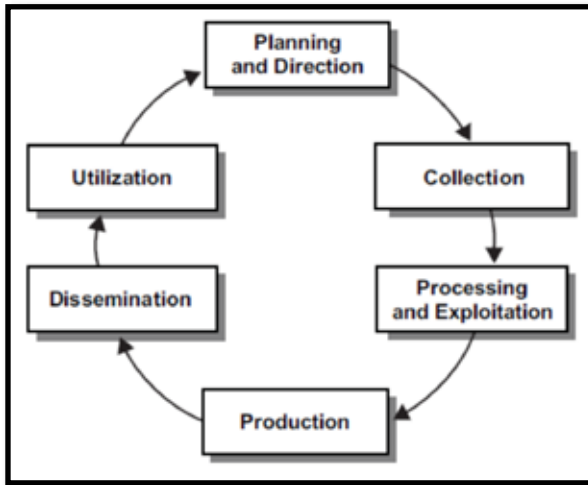 Planning
and Direction
Collection
Processing
and Exploitation
Production
Dissemination
Utilization